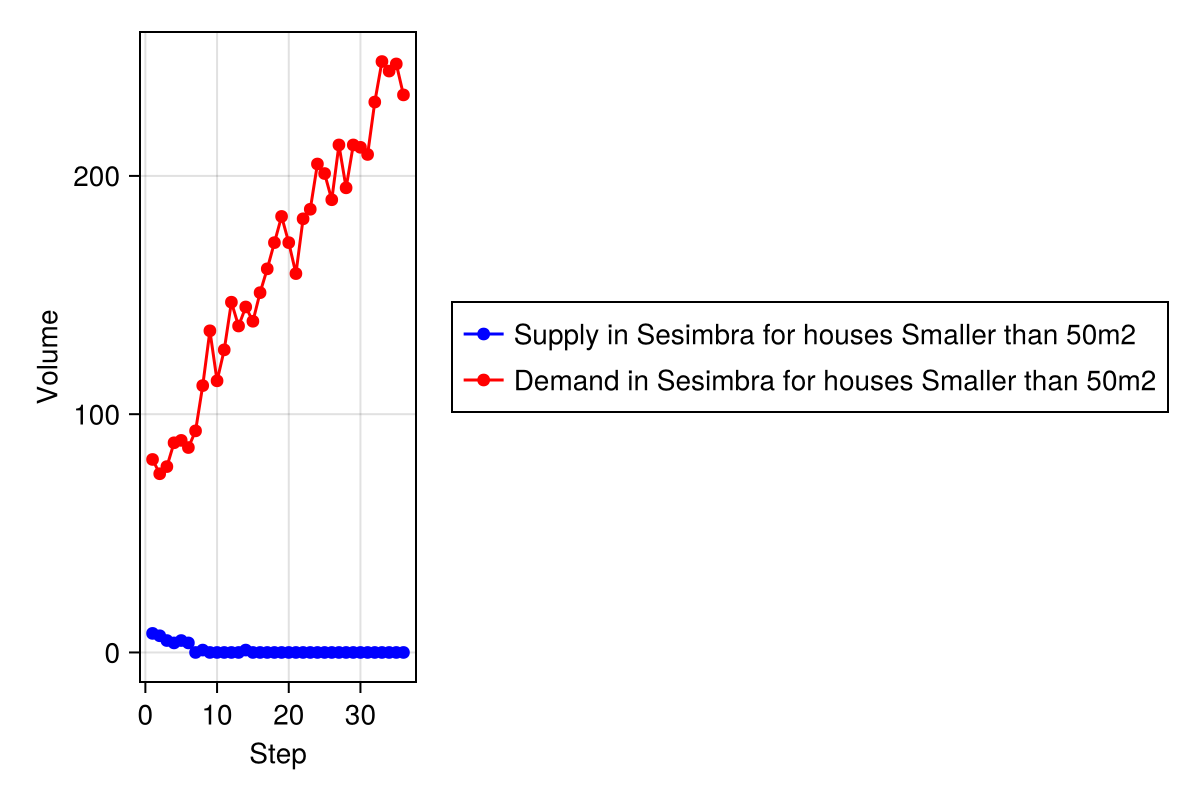 Volume
200
100
0
0 10 20 30
Step
Supply in Sesimbra for houses Smaller than 50m2
Demand in Sesimbra for houses Smaller than 50m2